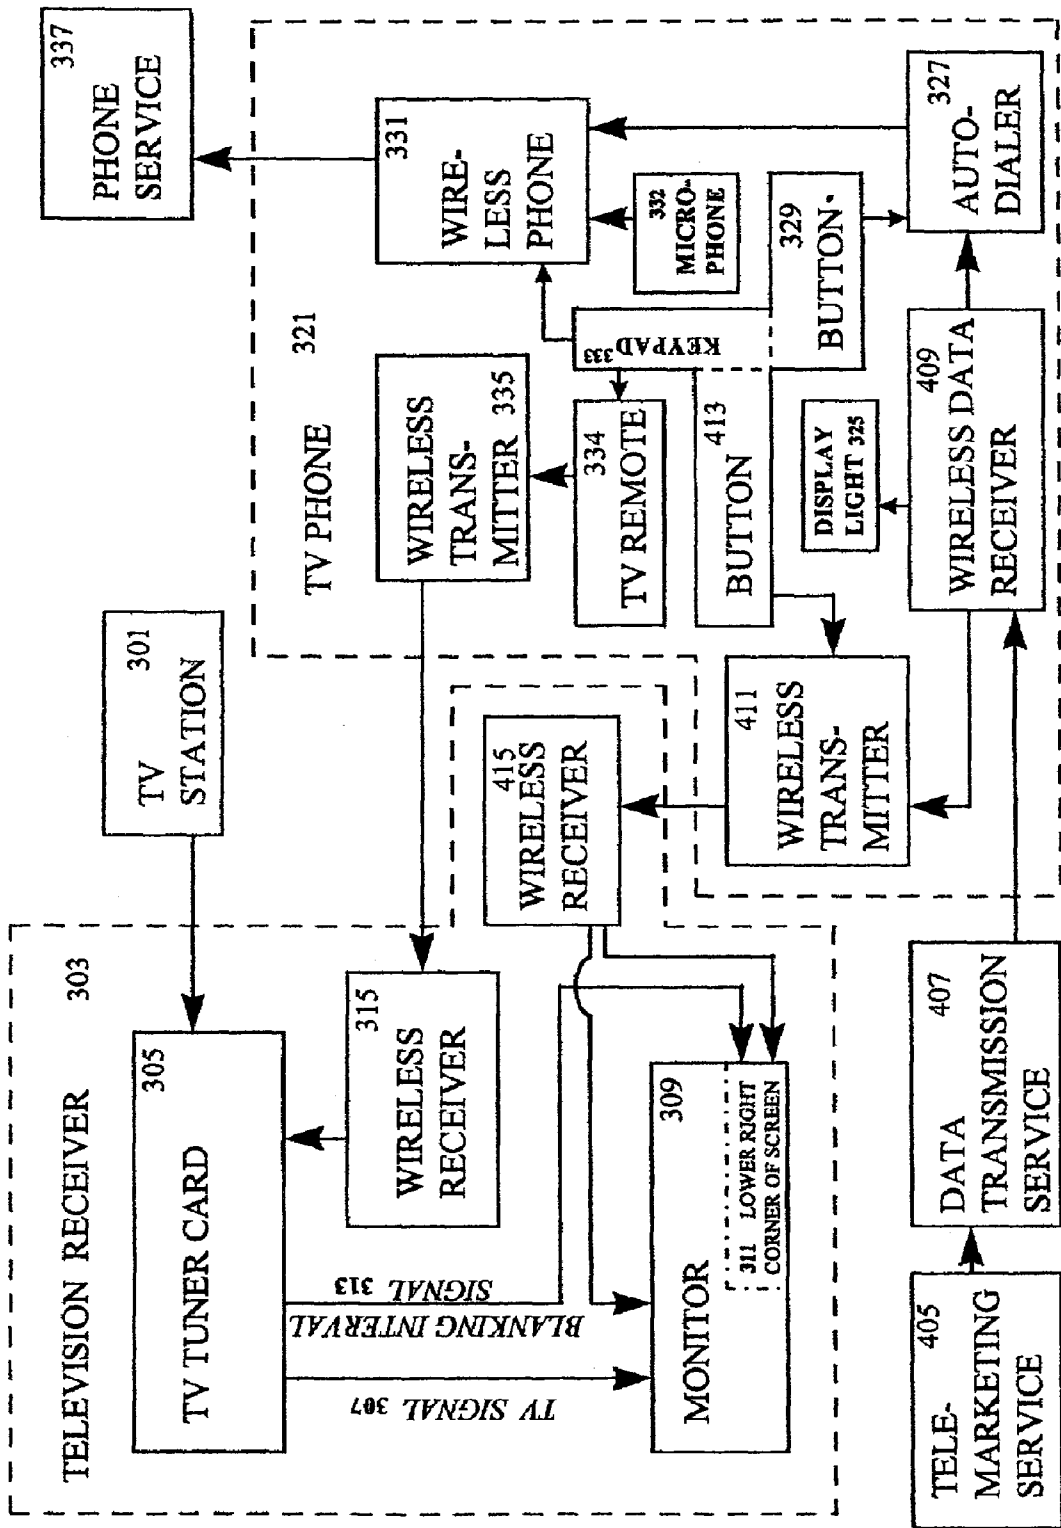 TELEVISION RECEIVER 303
305
TV TUNER CARD
TV SIGNAL 307
BLANKING INTERVAL
SIGNAL 313
315
WIRELESS
RECEIVER
MONITOR 309
311 LOWER RIGHT
CORNER OF SCREEN
301
TV
STATION
415
WIRELESS
RECEIVER
TV PHONE 321
WIRELESS
TRANS-
MITTER 335
334
TV REMOTE
333 KEYPAD
413
BUTTON
329
BUTTON
332
MICRO-
PHONE
331
WIRE-
LESS
PHONE
337
PHONE
SERVICE
327
AUTO-
DIALER
DISPLAY
LIGHT 325
409
WIRELESS DATA
RECEIVER
411
WIRELESS
TRANS-
MITTER
405
TELE-
MARKETING
SERVICE
407
DATA
TRANSMISSION
SERVICE